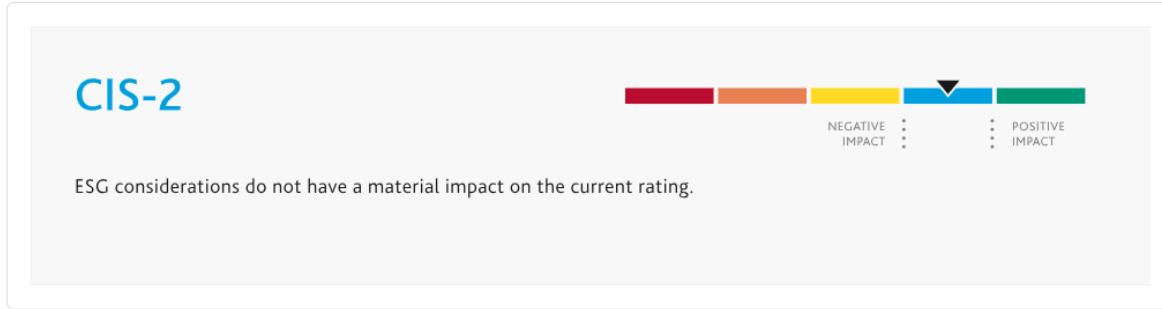 CIS-2
NEGATIVE
IMPACT
POSITIVE
IMPACT
ESG considerations do not have a material impact on the current rating.